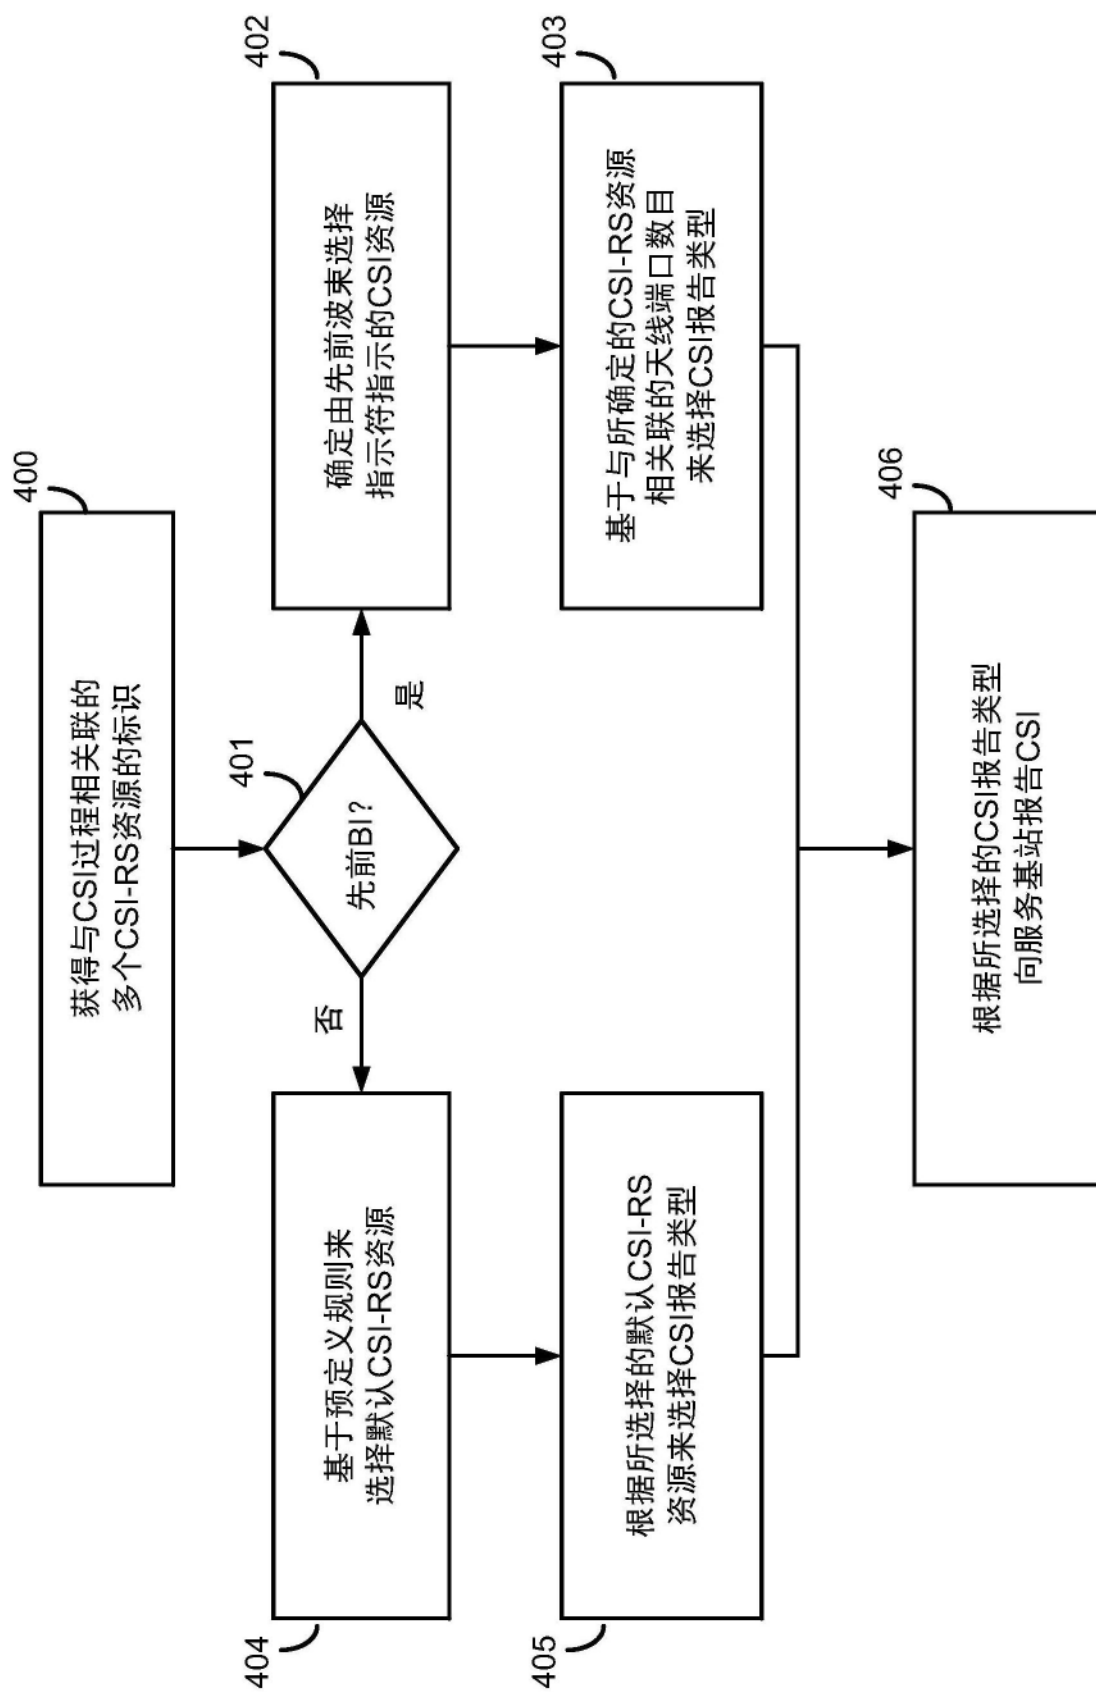 400
获得与CSI过程相关联的
多个CSI-RS资源的标识
401
先前BI?
否
是
404
基于预定义规则来
选择默认CSI-RS资源
402
确定由先前波束选择
指示符指示的CSI资源
405
根据所选择的默认CSI-RS
资源来选择CSI报告类型
403
基于与所确定的CSI-RS资源
相关联的天线端口数目
来选择CSI报告类型
406
根据所选择的CSI报告类型
向服务基站报告CSI